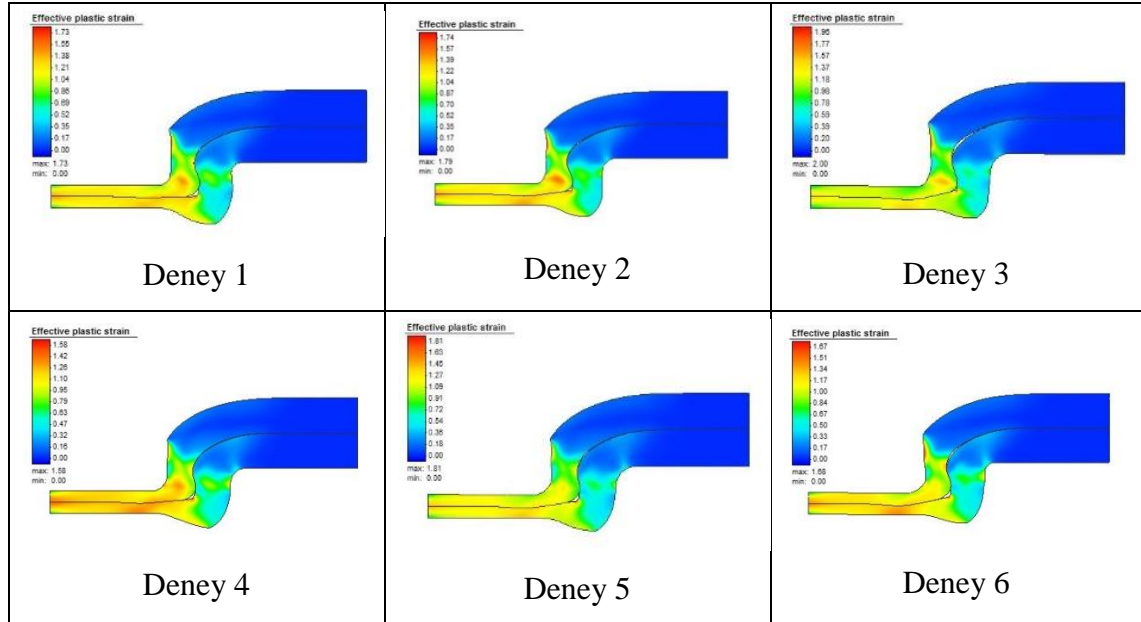 Effective plastic strain
1.73
1.55
1.38
1.21
1.04
0.86
0.69
0.52
0.35
0.17
0.00
max: 1.73
min: 0.00
Deney 1
Effective plastic strain
1.74
1.57
1.39
1.22
1.04
0.87
0.70
0.52
0.35
0.17
0.00
max: 1.79
min: 0.00
Deney 2
Effective plastic strain
1.96
1.77
1.57
1.37
1.18
0.98
0.78
0.59
0.39
0.20
0.00
max: 2.00
min: 0.00
Deney 3
Effective plastic strain
1.58
1.42
1.26
1.10
0.95
0.79
0.63
0.47
0.32
0.16
0.00
max: 1.58
min: 0.00
Deney 4
Effective plastic strain
1.81
1.63
1.45
1.27
1.09
0.91
0.72
0.54
0.36
0.18
0.00
max: 1.81
min: 0.00
Deney 5
Effective plastic strain
1.67
1.51
1.34
1.17
1.00
0.84
0.67
0.50
0.33
0.17
0.00
max: 1.68
min: 0.00
Deney 6